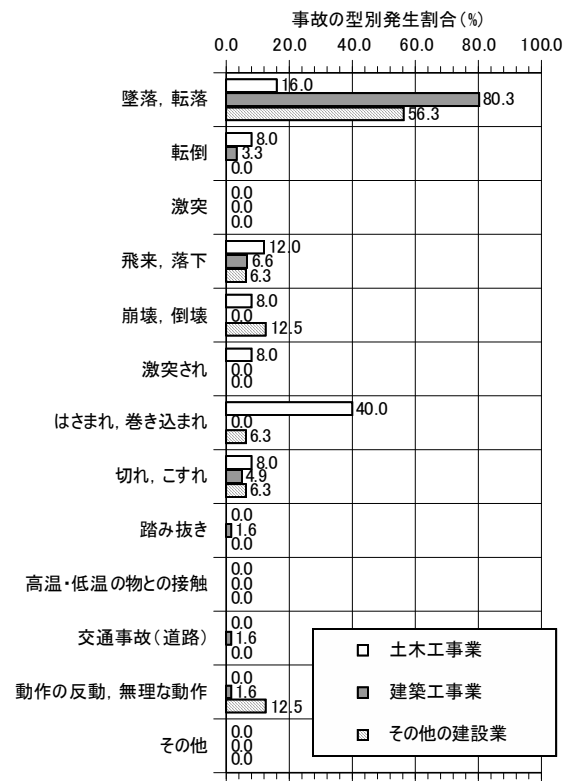 事故の型別発生割合(%)
0.0 20.0 40.0 60.0 80.0 100.0
墜落, 転落
16.0
80.3
56.3
転倒
8.0
3.3
0.0
激突
0.0
0.0
0.0
飛来, 落下
12.0
6.6
6.3
崩壊, 倒壊
8.0
0.0
12.5
激突され
8.0
0.0
0.0
はさまれ, 巻き込まれ
40.0
0.0
6.3
切れ, こすれ
8.0
4.9
6.3
踏み抜き
0.0
1.6
0.0
高温・低温の物との接触
0.0
0.0
0.0
交通事故(道路)
0.0
1.6
0.0
動作の反動, 無理な動作
0.0
1.6
12.5
その他
0.0
0.0
0.0
土木工事業
建築工事業
その他の建設業